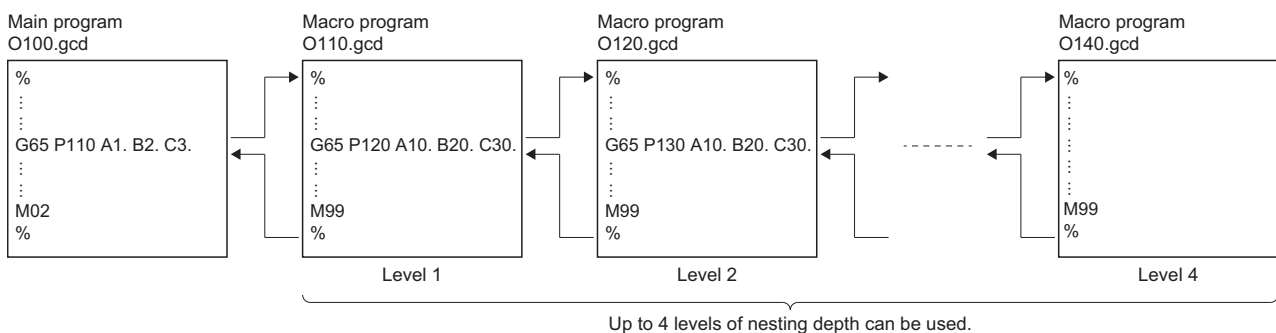 Main program
O100.gcd
%
⋮
⋮
G65 P110 A1. B2. C3.
⋮
⋮
M02
%
Macro program
O110.gcd
%
⋮
⋮
G65 P120 A10. B20. C30.
⋮
⋮
M99
%
Level 1
Macro program
O120.gcd
%
⋮
⋮
G65 P130 A10. B20. C30.
⋮
⋮
M99
%
Level 2
Macro program
O140.gcd
%
⋮
⋮
⋮
⋮
⋮
M99
%
Level 4
Up to 4 levels of nesting depth can be used.